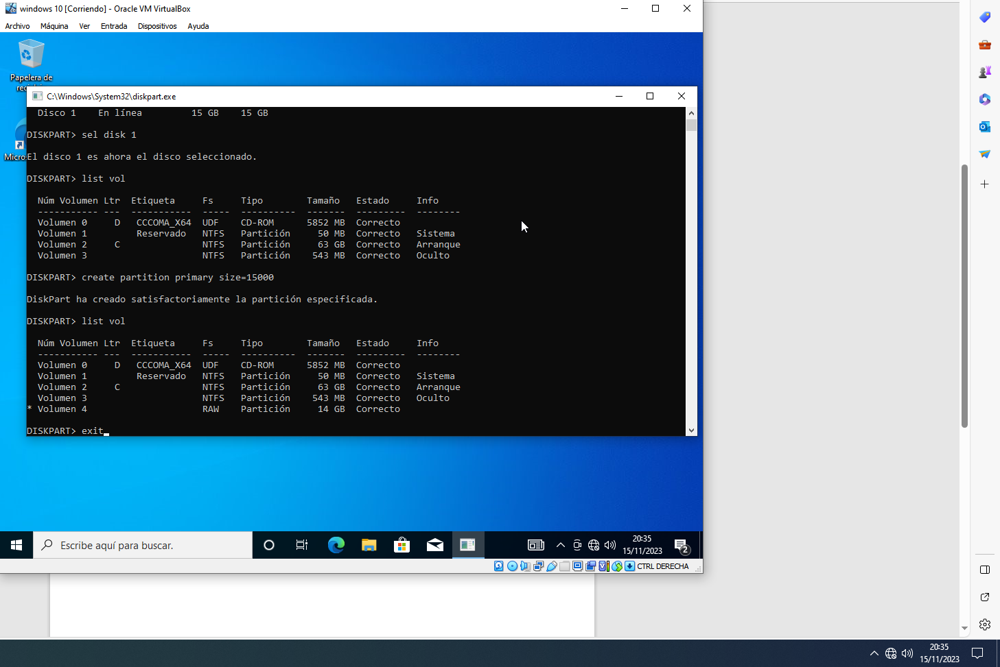 windows 10 [Corriendo] - Oracle VM VirtualBox
Archivo Máquina Ver Entrada Dispositivos Ayuda
Papelera de
C:\Windows\System32\diskpart.exe
Disco 1 En línea 15 GB 15 GB
DISKPART> sel disk 1
Micro
El disco 1 es ahora el disco seleccionado.
DISKPART> list vol
Núm Volumen Ltr Etiqueta Fs Tipo Tamaño Estado Info
----------- --- ----------- ----- ---------- ------- --------- --------
Volumen 0 D CCCOMA_X64 UDF CD-ROM 5852 MB Correcto
Volumen 1 Reservado NTFS Partición 50 MB Correcto Sistema
Volumen 2 C NTFS Partición 63 GB Correcto Arranque
Volumen 3 NTFS Partición 543 MB Correcto Oculto
DISKPART> create partition primary size=15000
DiskPart ha creado satisfactoriamente la partición especificada.
DISKPART> list vol
Núm Volumen Ltr Etiqueta Fs Tipo Tamaño Estado Info
----------- --- ----------- ----- ---------- ------- --------- --------
Volumen 0 D CCCOMA_X64 UDF CD-ROM 5852 MB Correcto
Volumen 1 Reservado NTFS Partición 50 MB Correcto Sistema
Volumen 2 C NTFS Partición 63 GB Correcto Arranque
Volumen 3 NTFS Partición 543 MB Correcto Oculto
* Volumen 4 RAW Partición 14 GB Correcto
DISKPART> exit
Escribe aquí para buscar.
20:35
15/11/2023
2
CTRL DERECHA
20:35
15/11/2023